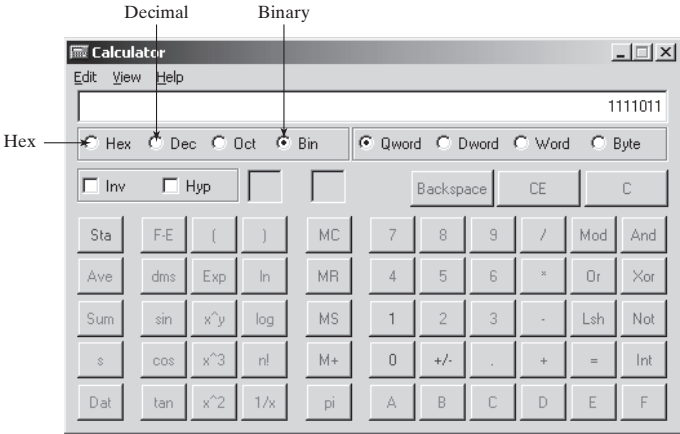 Decimal Binary
Calculator
Edit View Help
1111011
Hex
Hex Dec Oct Bin Qword Dword Word Byte
Inv Hyp Backspace CE C
Sta F-E ( ) MC 7 8 9 / Mod And
Ave dms Exp ln MR 4 5 6 * Or Xor
Sum sin x^y log MS 1 2 3 - Lsh Not
s cos x^3 n! M+ 0 +/- . + = Int
Dat tan x^2 1/x pi A B C D E F